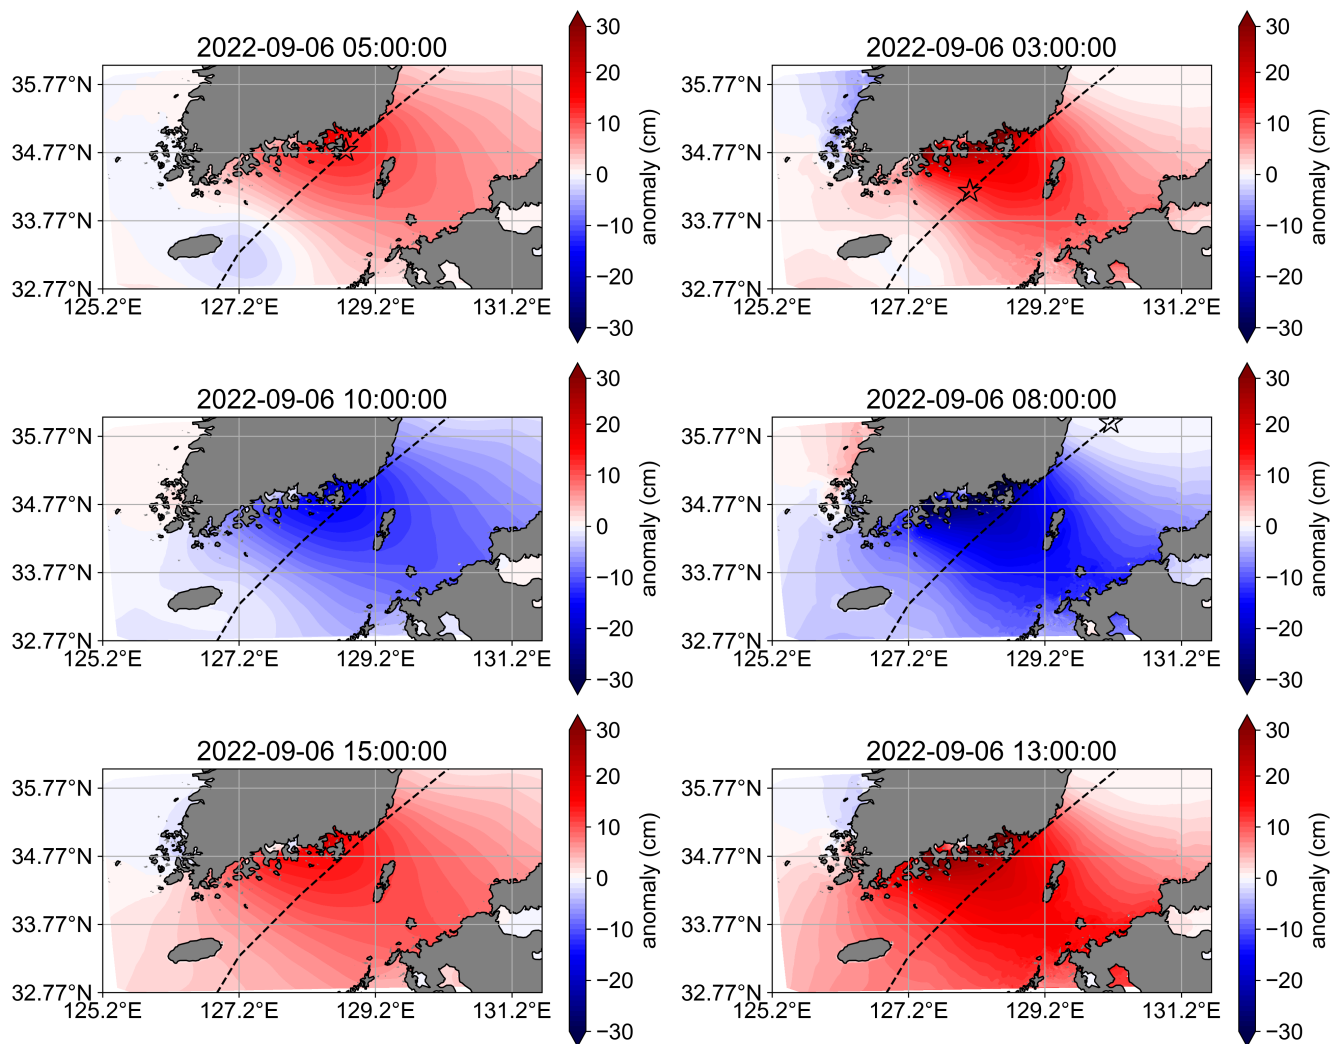 2022-09-06 05:00:00
35.77°N
34.77°N
33.77°N
32.77°N
125.2°E
127.2°E
129.2°E
131.2°E
30
20
10
0
−10
−20
−30
anomaly (cm)
2022-09-06 03:00:00
35.77°N
34.77°N
33.77°N
32.77°N
125.2°E
127.2°E
129.2°E
131.2°E
30
20
10
0
−10
−20
−30
anomaly (cm)
2022-09-06 10:00:00
35.77°N
34.77°N
33.77°N
32.77°N
125.2°E
127.2°E
129.2°E
131.2°E
30
20
10
0
−10
−20
−30
anomaly (cm)
2022-09-06 08:00:00
35.77°N
34.77°N
33.77°N
32.77°N
125.2°E
127.2°E
129.2°E
131.2°E
30
20
10
0
−10
−20
−30
anomaly (cm)
2022-09-06 15:00:00
35.77°N
34.77°N
33.77°N
32.77°N
125.2°E
127.2°E
129.2°E
131.2°E
30
20
10
0
−10
−20
−30
anomaly (cm)
2022-09-06 13:00:00
35.77°N
34.77°N
33.77°N
32.77°N
125.2°E
127.2°E
129.2°E
131.2°E
30
20
10
0
−10
−20
−30
anomaly (cm)